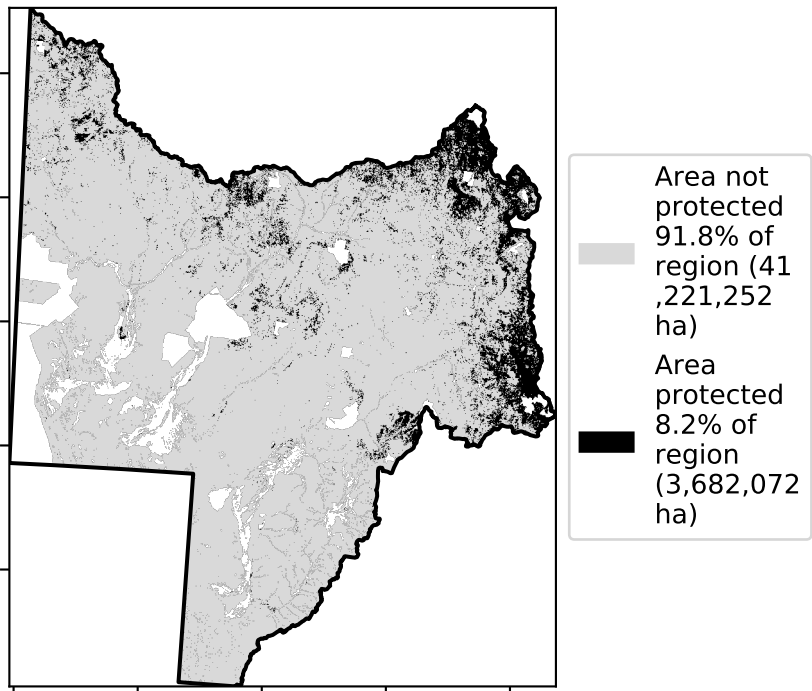 Area not
protected
91.8% of
region (41
,221,252
ha)
Area
protected
8.2% of
region
(3,682,072
ha)